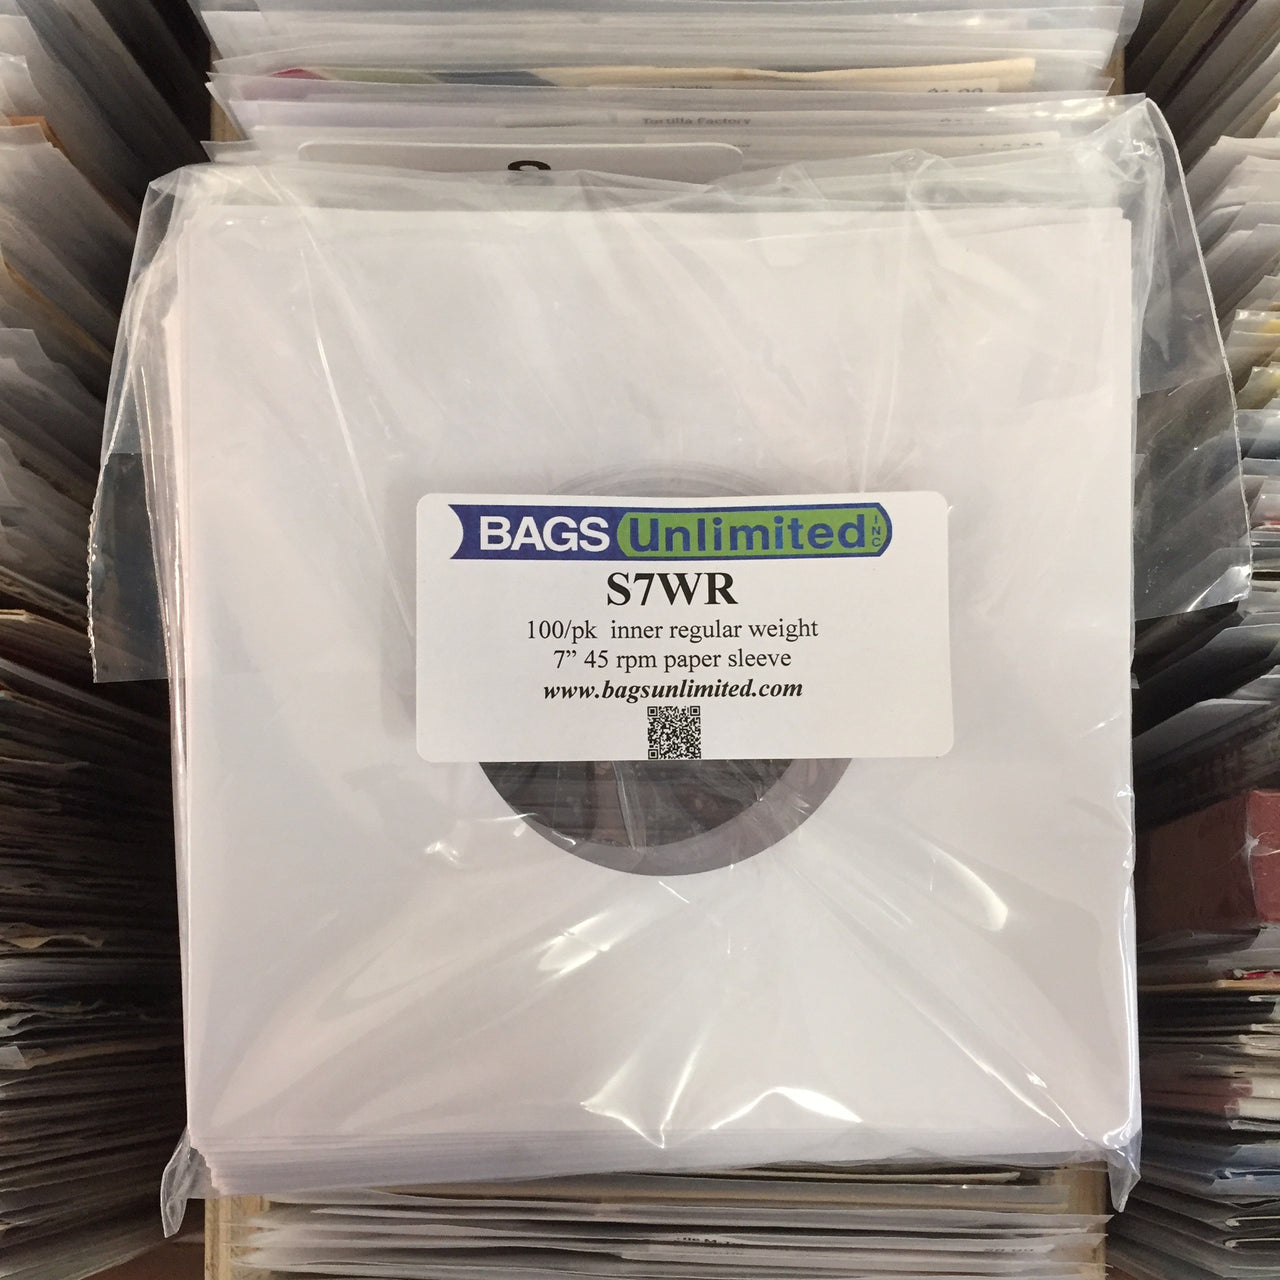 Tortilla Factory
BAGS Unlimited INC
S7WR
100/pk inner regular weight
7” 45 rpm paper sleeve
www.bagsunlimited.com